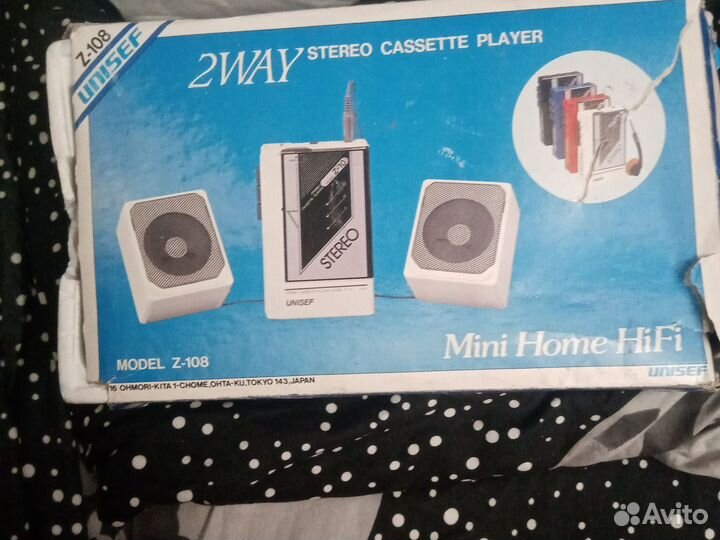 Z-108
UNISEF
2WAY STEREO CASSETTE PLAYER
STEREO
UNISEF
MODEL Z-108
Mini Home HiFi
UNISEF
16 OHMORI-KITA 1-CHOME, OHTA-KU, TOKYO 143, JAPAN
Avito